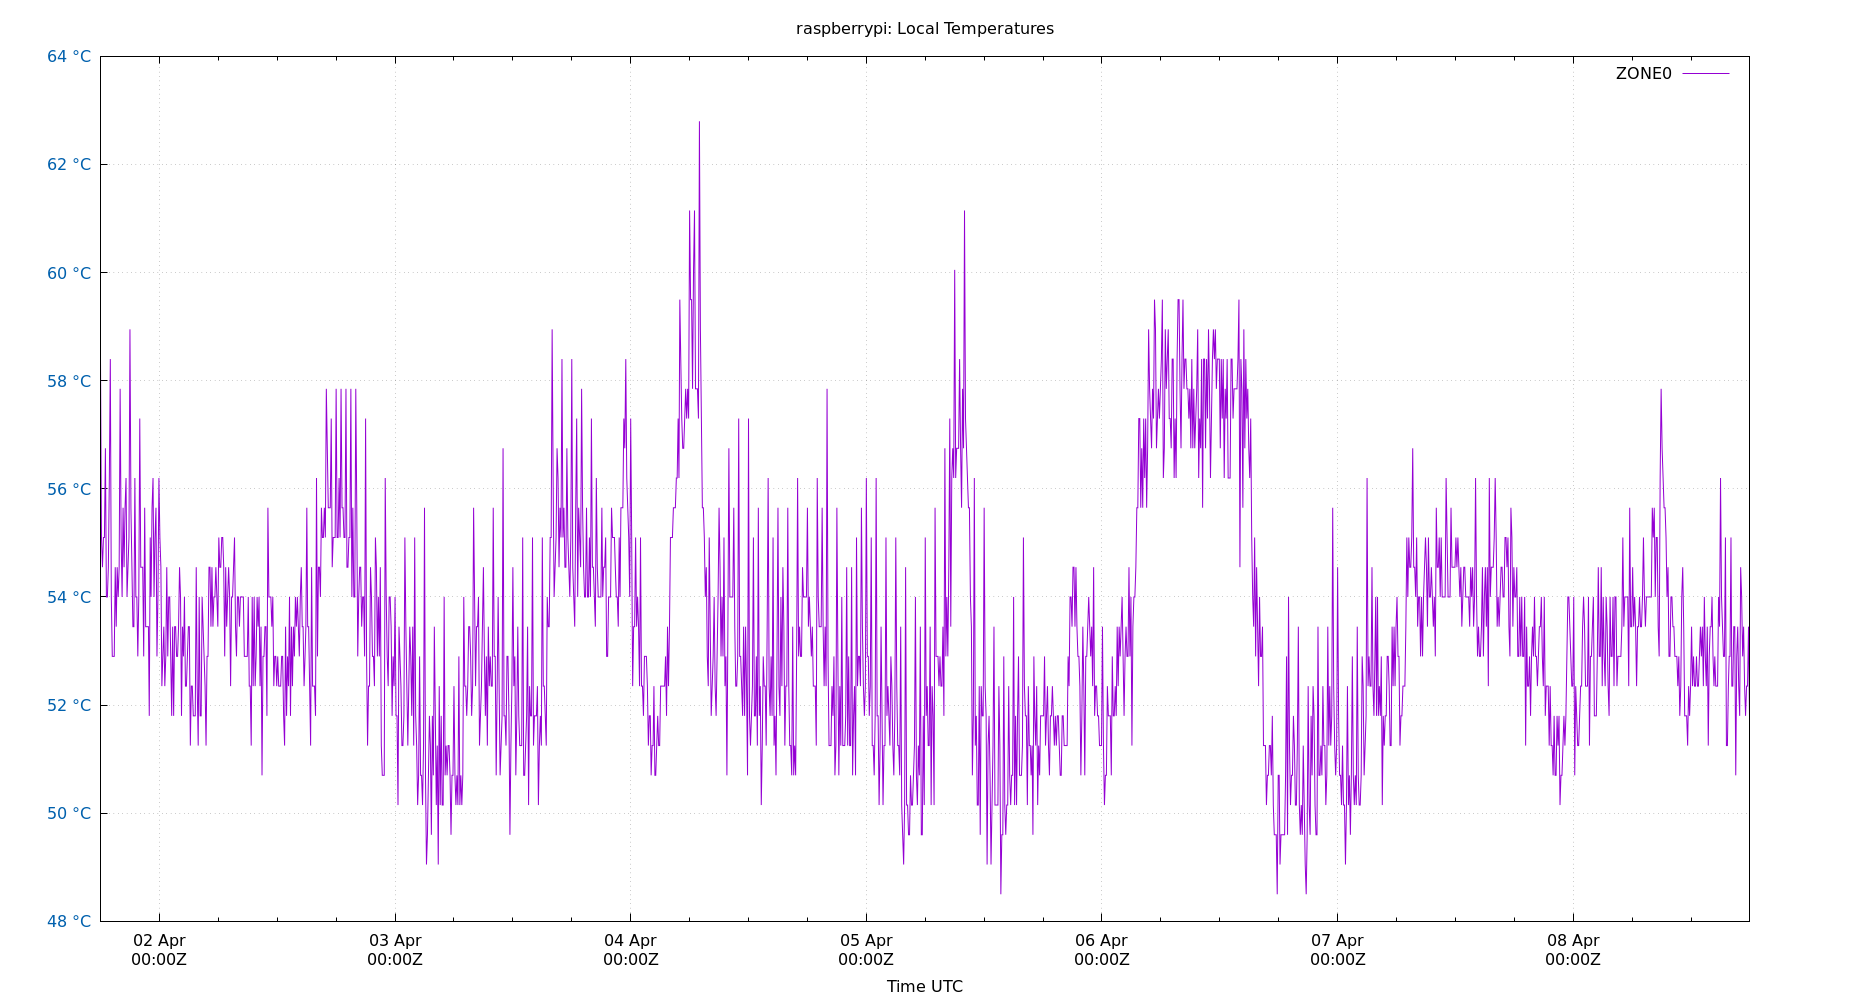 raspberrypi: Local Temperatures
64 °C
ZONE0
62 °C
60 °C
58 °C
56 °C
54 °C
52 °C
50 °C
48 °C
02 Apr 03 Apr 04 Apr 05 Apr 06 Apr 07 Apr 08 Apr
00:00Z 00:00Z 00:00Z 00:00Z 00:00Z 00:00Z 00:00Z
Time UTC